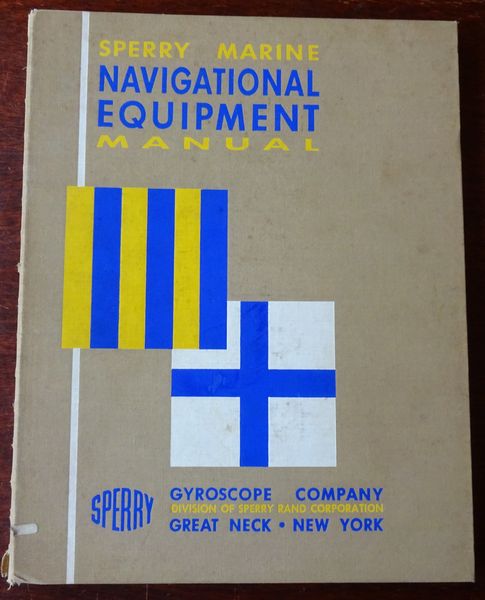 SPERRY MARINE
NAVIGATIONAL
EQUIPMENT
MANUAL
SPERRY
GYROSCOPE COMPANY
DIVISION OF SPERRY RAND CORPORATION
GREAT NECK • NEW YORK